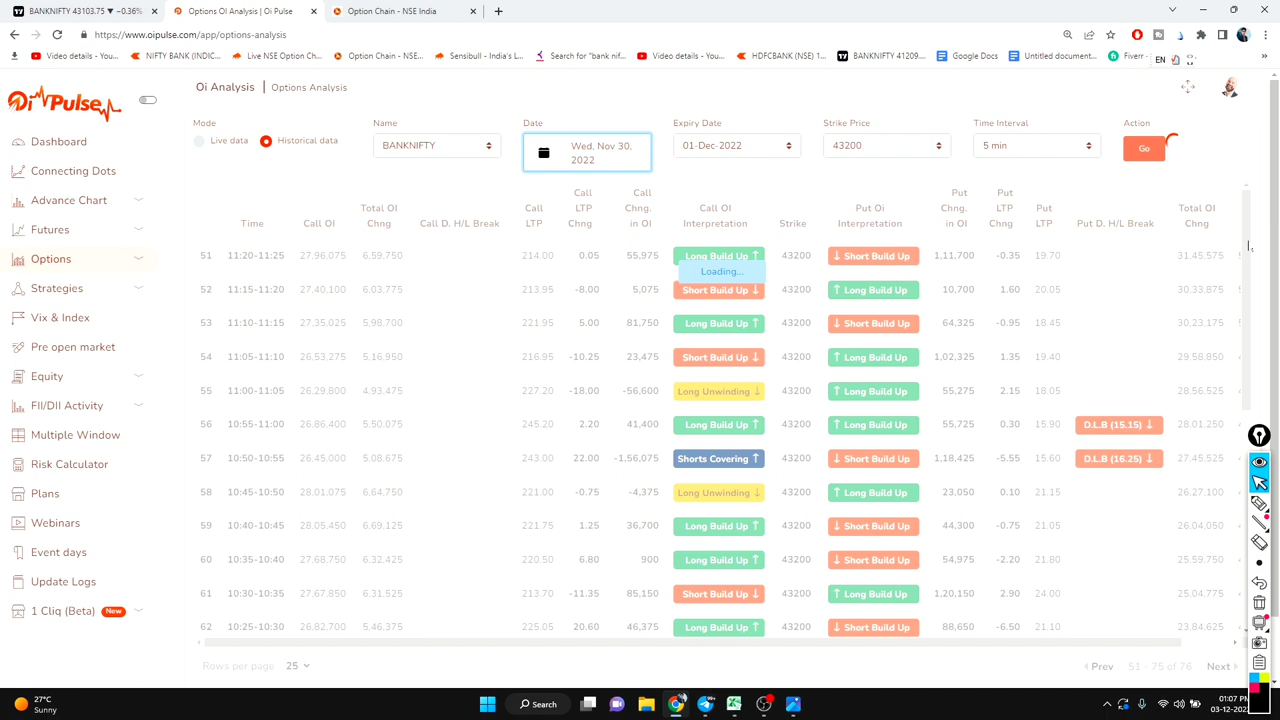 BANKNIFTY 43103.75 ▼ −0.36%
Options OI Analysis | Oi Pulse
Option Chain - NSE India
https://www.oipulse.com/app/options-analysis
Video details - You...
NIFTY BANK (INDIC...
Live NSE Option Ch...
Option Chain - NSE...
Sensibull - India's L...
Search for "bank nif...
Video details - You...
HDFCBANK (NSE) 1...
BANKNIFTY 41209...
Google Docs
Untitled document...
Fiverr -
EN
Oi Pulse
Oi Analysis | Options Analysis
Mode
Name
Date
Expiry Date
Strike Price
Time Interval
Action
Live data
Historical data
BANKNIFTY
Wed. Nov 30, 2022
01-Dec-2022
43200
5 min
Go
Dashboard
Connecting Dots
Advance Chart
Futures
Options
Strategies
Vix & Index
Pre open market
Equity
FII/DII Activity
Multiple Window
Risk Calculator
Plans
Webinars
Event days
Update Logs
1 Cliq (Beta) New
Time Call OI Total OI Chng Call D. H/L Break Call LTP Call LTP Chng Call Chng. in OI Call OI Interpretation Strike Put Oi Interpretation Put Chng. in OI Put LTP Chng Put LTP Put D. H/L Break Total OI Chng
51 11:20-11:25 27,96,075 6,59,750 214.00 0.05 55,975 Long Build Up ↑ 43200 ↓ Short Build Up 1,11,700 -0.35 19.70 31,45,575
Loading...
52 11:15-11:20 27,40,100 6,03,775 213.95 -8.00 5,075 Short Build Up ↓ 43200 ↑ Long Build Up 10,700 1.60 20.05 30,33,875
53 11:10-11:15 27,35,025 5,98,700 221.95 5.00 81,750 Long Build Up ↑ 43200 ↓ Short Build Up 64,325 -0.95 18.45 30,23,175
54 11:05-11:10 26,53,275 5,16,950 216.95 -10.25 23,475 Short Build Up ↓ 43200 ↑ Long Build Up 1,02,325 1.35 19.40 29,58,850
55 11:00-11:05 26,29,800 4,93,475 227.20 -18.00 -56,600 Long Unwinding ↓ 43200 ↑ Long Build Up 55,275 2.15 18.05 28,56,525
56 10:55-11:00 26,86,400 5,50,075 245.20 2.20 41,400 Long Build Up ↑ 43200 ↑ Long Build Up 55,725 0.30 15.90 D.L.B (15.15) ↓ 28,01,250
57 10:50-10:55 26,45,000 5,08,675 243.00 22.00 -1,56,075 Shorts Covering ↑ 43200 ↓ Short Build Up 1,18,425 -5.55 15.60 D.L.B (16.25) ↓ 27,45,525
58 10:45-10:50 28,01,075 6,64,750 221.00 -0.75 -4,375 Long Unwinding ↓ 43200 ↑ Long Build Up 23,050 0.10 21.15 26,27,100
59 10:40-10:45 28,05,450 6,69,125 221.75 1.25 36,700 Long Build Up ↑ 43200 ↓ Short Build Up 44,300 -0.75 21.05 26,04,050
60 10:35-10:40 27,68,750 6,32,425 220.50 6.80 900 Long Build Up ↑ 43200 ↓ Short Build Up 54,975 -2.20 21.80 25,59,750
61 10:30-10:35 27,67,850 6,31,525 213.70 -11.35 85,150 Short Build Up ↓ 43200 ↑ Long Build Up 1,20,150 2.90 24.00 25,04,775
62 10:25-10:30 26,82,700 5,46,375 225.05 20.60 46,375 Long Build Up ↑ 43200 ↓ Short Build Up 88,650 -6.50 21.10 23,84,625
Rows per page 25
Prev 51 - 75 of 76 Next
27°C
Sunny
Search
99+
01:07 PM
03-12-2022